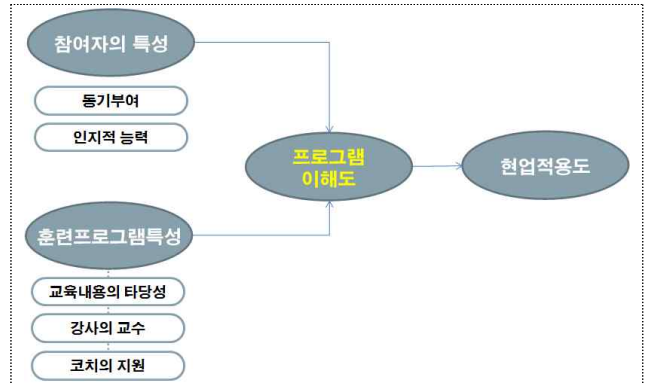 참여자의 특성
동기부여
인지적 능력
프로그램
이해도
현업적용도
훈련프로그램특성
교육내용의 타당성
강사의 교수
코치의 지원